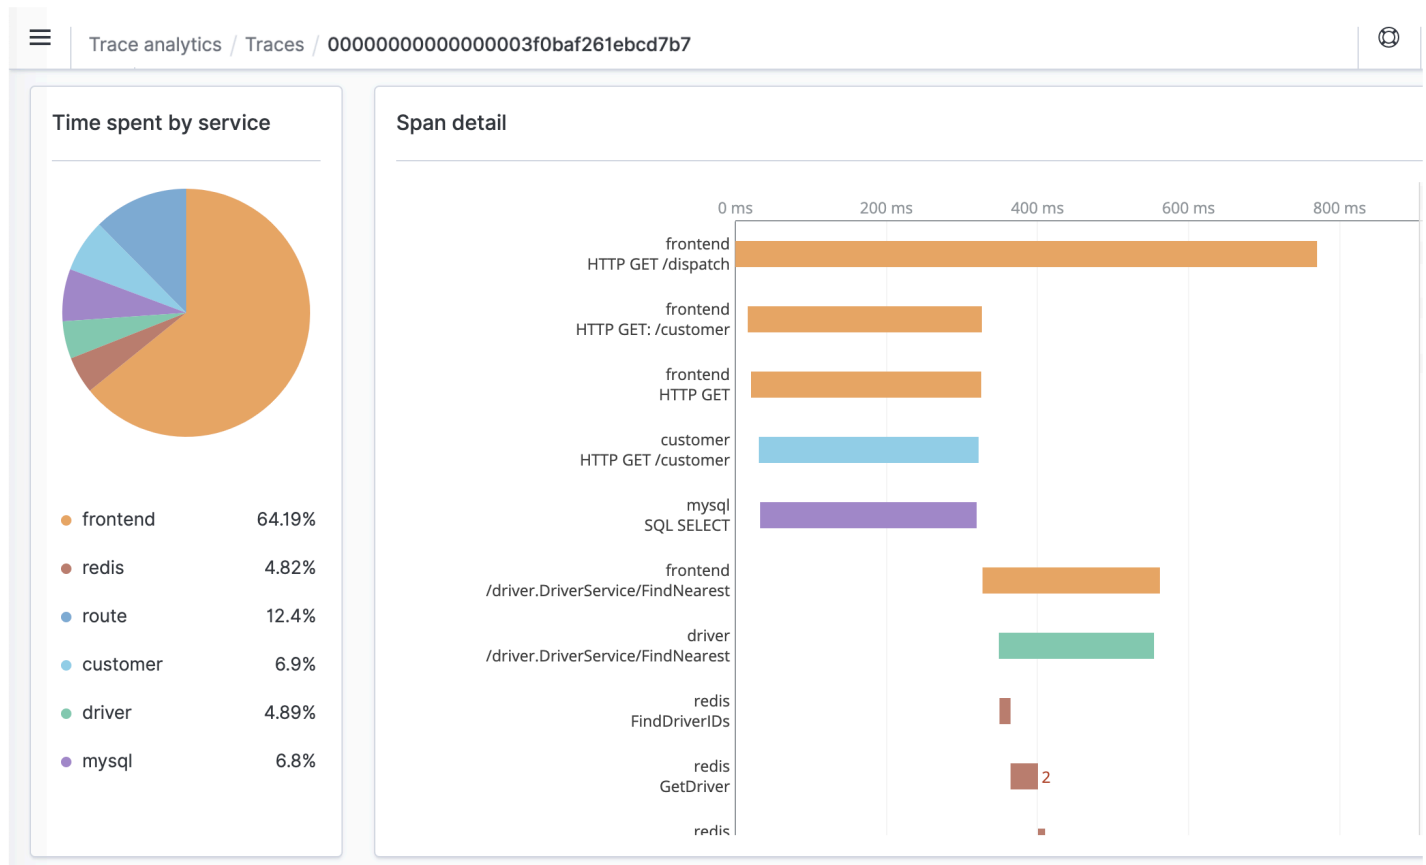 Trace analytics / Traces / 00000000000000003f0baf261ebcd7b7
Time spent by service
frontend 64.19%
redis 4.82%
route 12.4%
customer 6.9%
driver 4.89%
mysql 6.8%
Span detail
0 ms 200 ms 400 ms 600 ms 800 ms
frontend
HTTP GET /dispatch
frontend
HTTP GET: /customer
frontend
HTTP GET
customer
HTTP GET /customer
mysql
SQL SELECT
frontend
/driver.DriverService/FindNearest
driver
/driver.DriverService/FindNearest
redis
FindDriverIDs
redis
GetDriver 2
redis